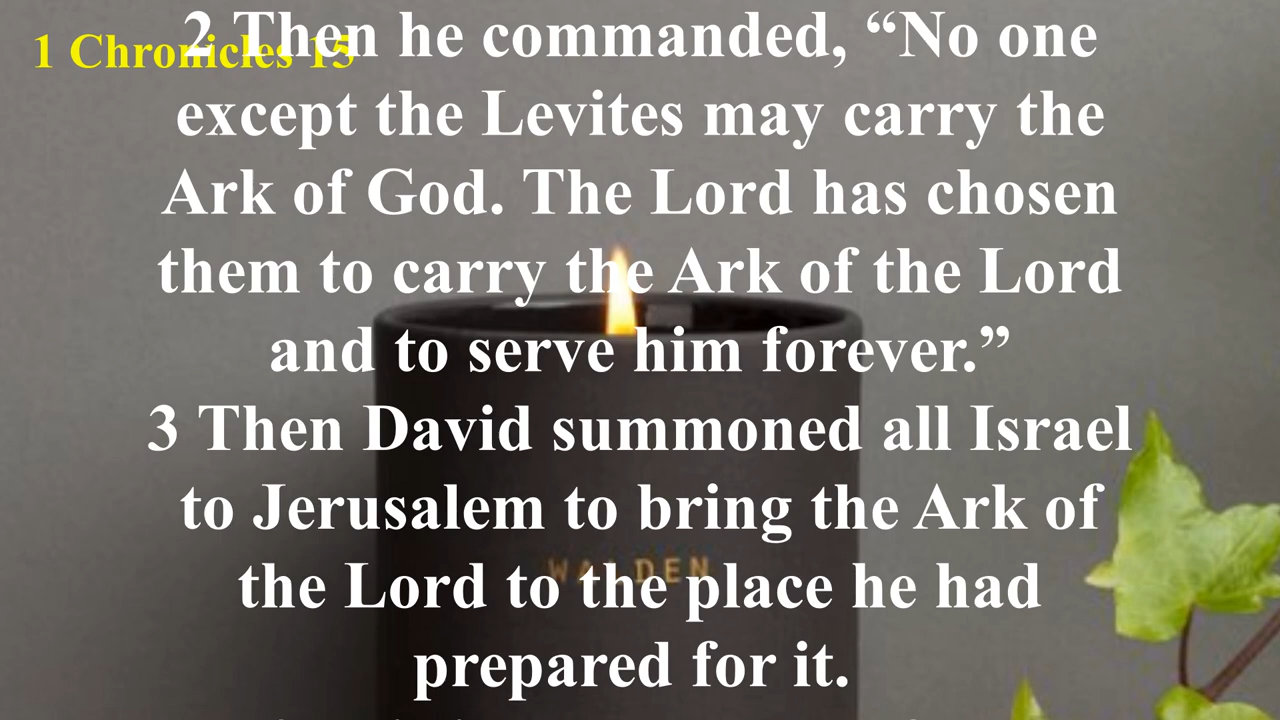 1 Chronicles 15
2 Then he commanded, “No one
except the Levites may carry the
Ark of God. The Lord has chosen
them to carry the Ark of the Lord
and to serve him forever.”
3 Then David summoned all Israel
to Jerusalem to bring the Ark of
WALDEN
the Lord to the place he had
prepared for it.